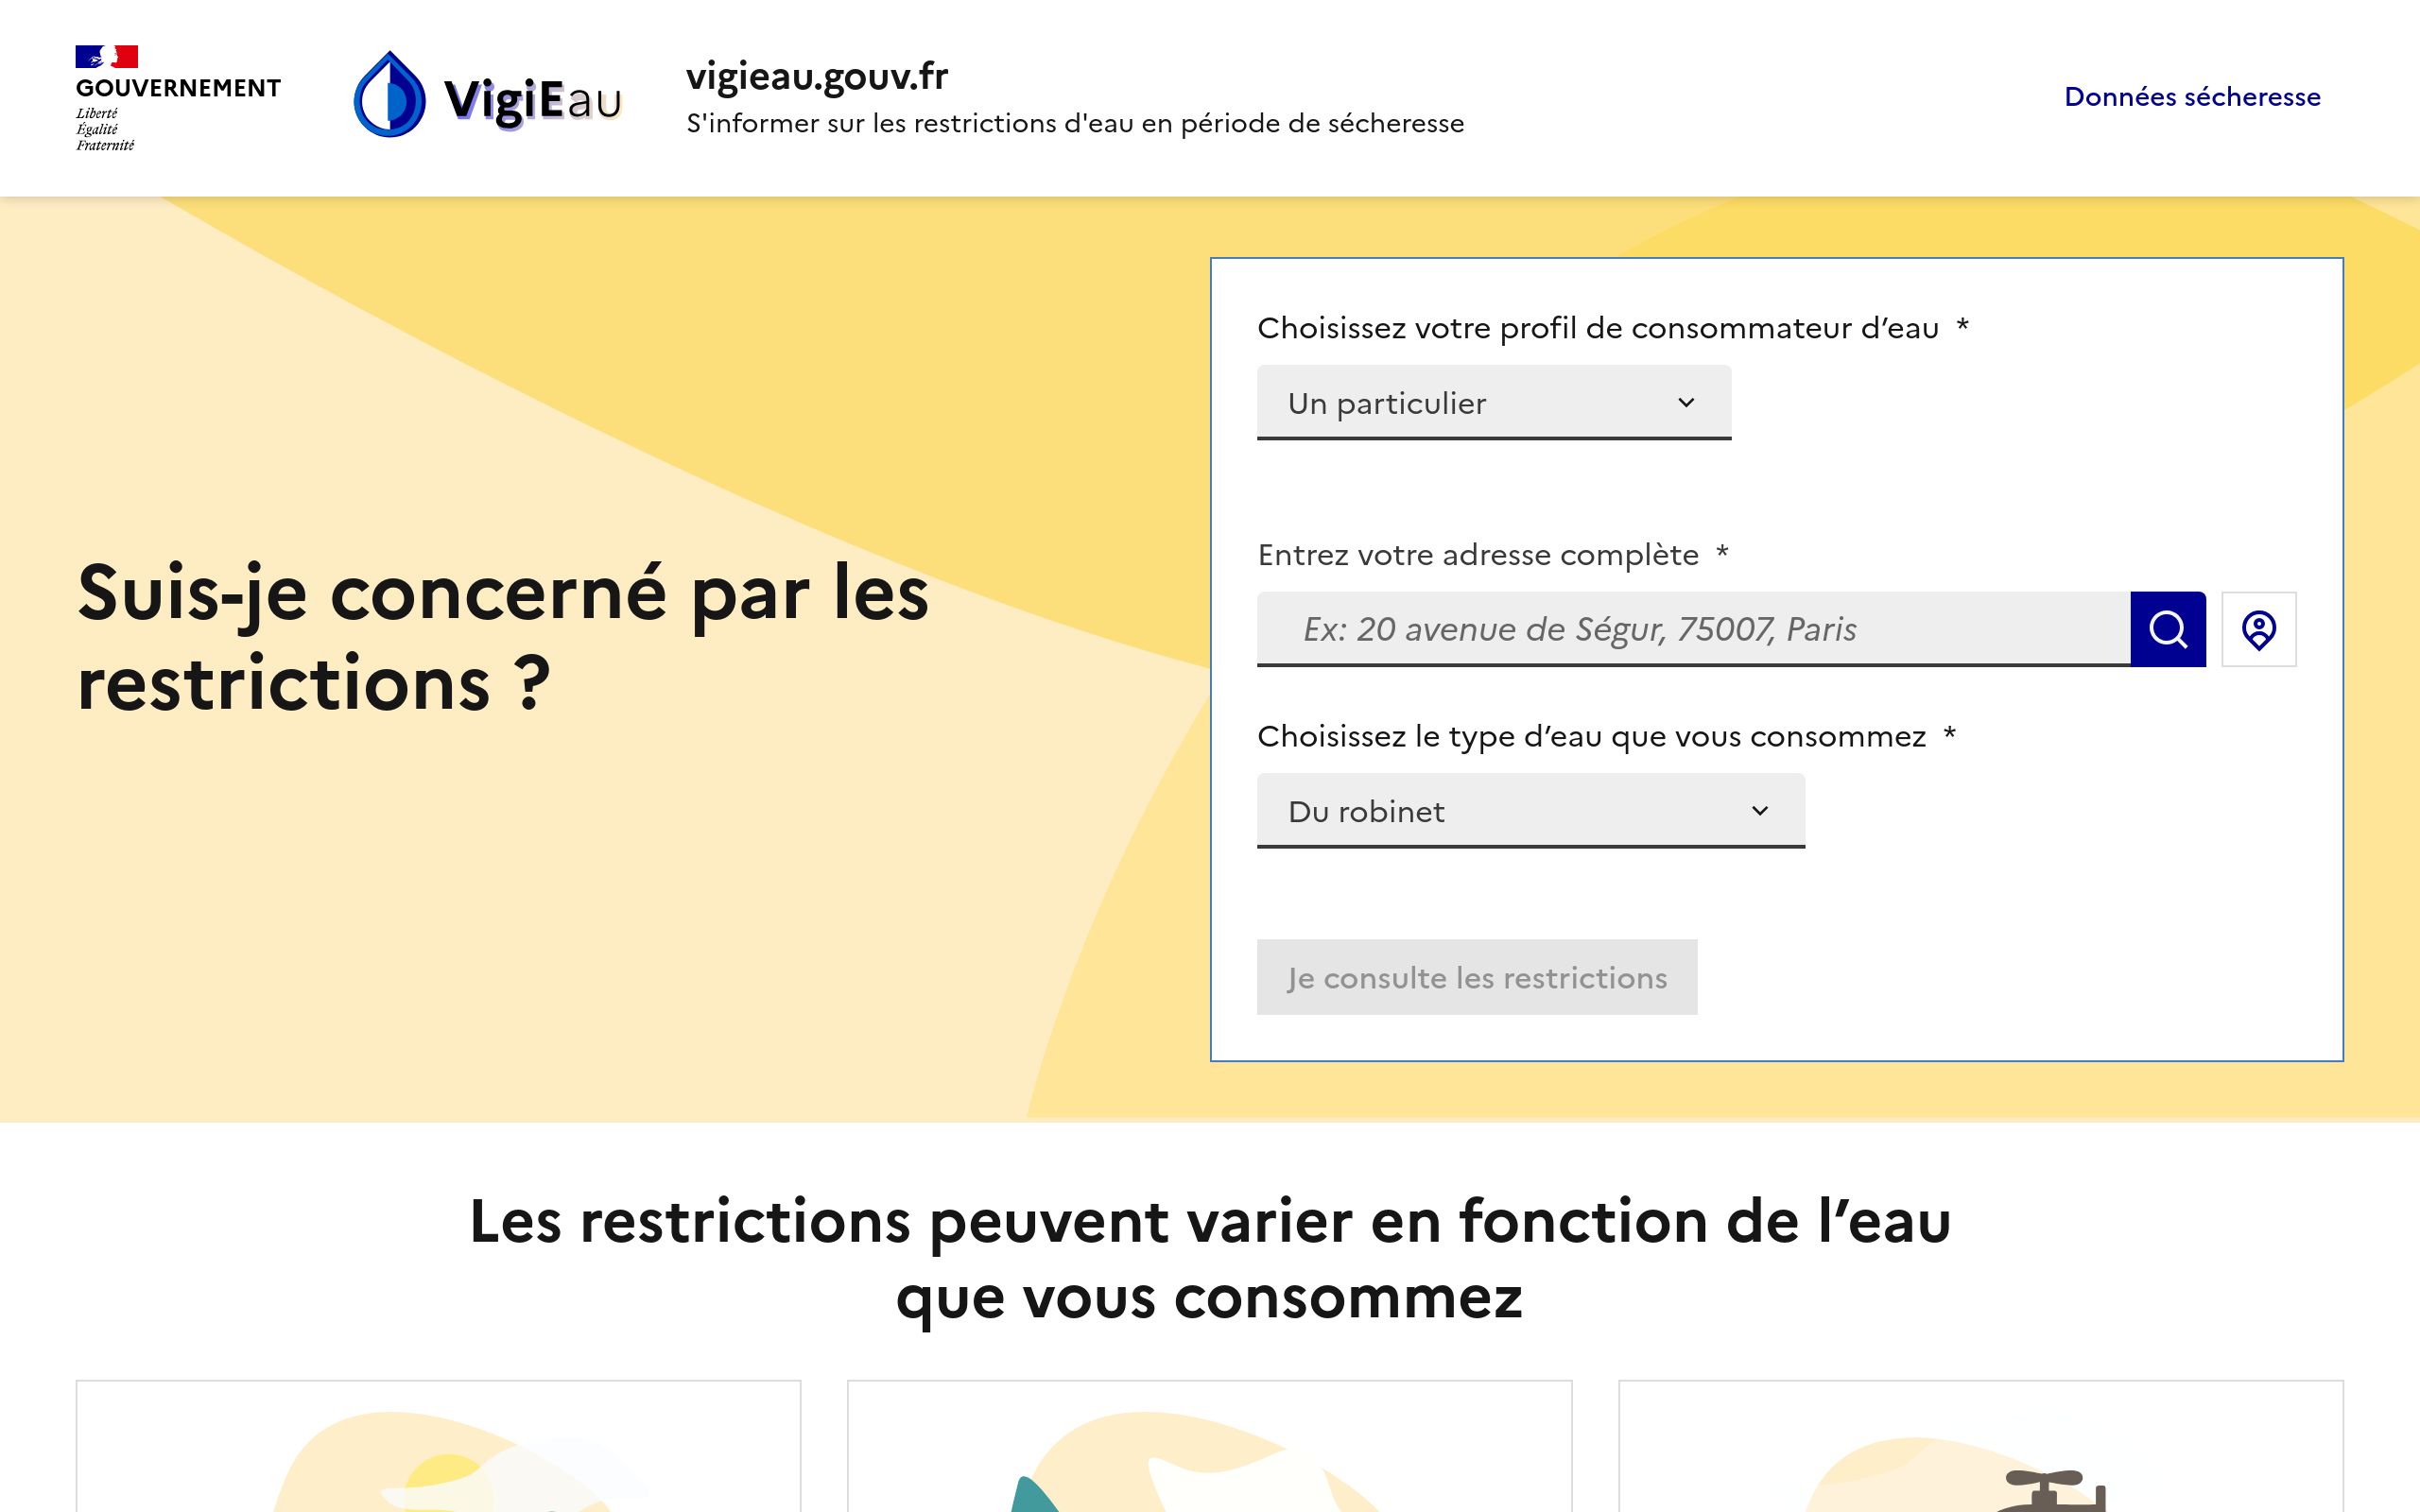 GOUVERNEMENT
Liberté
Égalité
Fraternité
VigiEau
vigieau.gouv.fr
S'informer sur les restrictions d'eau en période de sécheresse
Données sécheresse
Suis-je concerné par les
restrictions ?
Choisissez votre profil de consommateur d’eau *
Un particulier
Entrez votre adresse complète *
Ex: 20 avenue de Ségur, 75007, Paris
Choisissez le type d’eau que vous consommez *
Du robinet
Je consulte les restrictions
Les restrictions peuvent varier en fonction de l’eau
que vous consommez